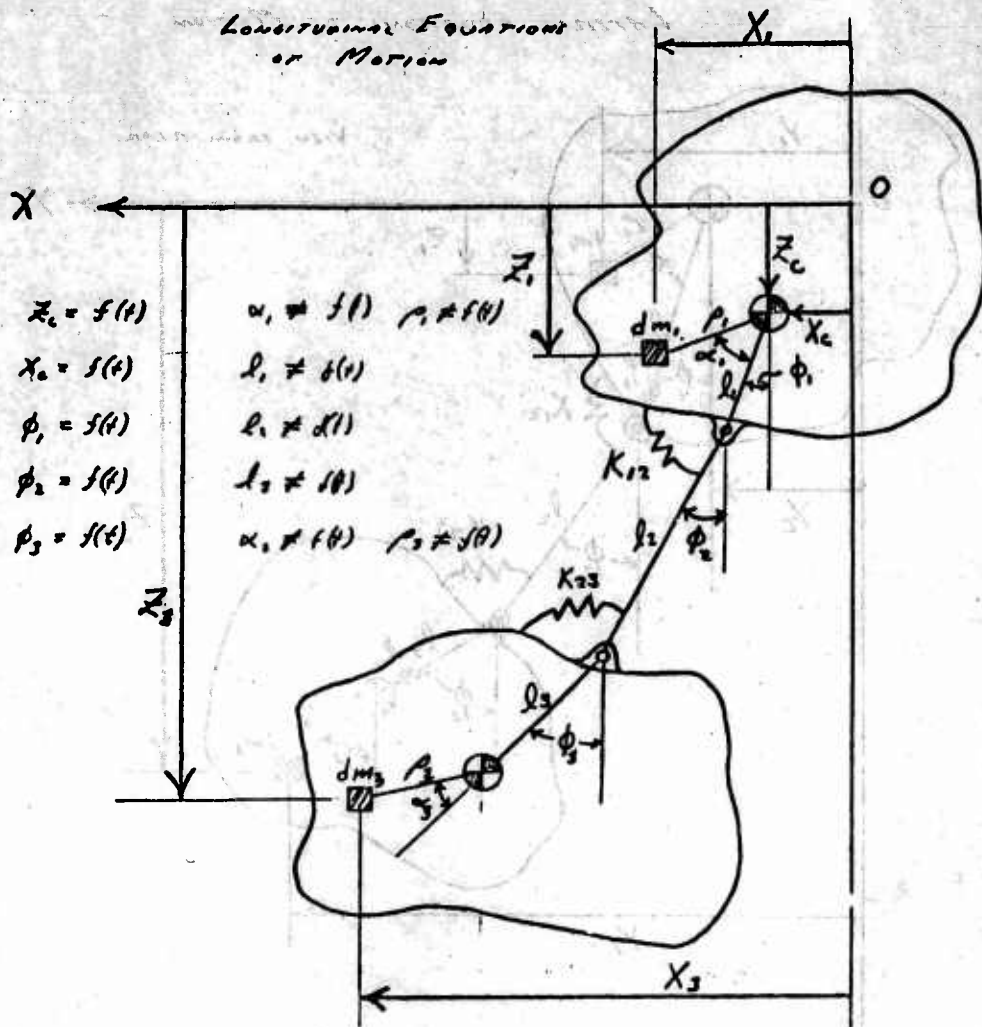 LONGITUDINAL EQUATIONS
OF MOTION
X₁
X
O
Z₁
Z_c
X_c
Z_c = f(t)
α₁ ≠ f(t) ρ₁ ≠ f(t)
dm₁
ρ₁
α₁
l₁
ϕ₁
X_c = f(t)
l₁ ≠ f(t)
ϕ₁ = f(t)
l₂ ≠ f(t)
K₁₂
ϕ₂ = f(t)
l₃ ≠ f(t)
l₂
ϕ₂
ϕ₃ = f(t)
α₃ ≠ f(t) ρ₃ ≠ f(t)
K₂₃
Z₃
l₃
ϕ₃
dm₃
ρ₃
α₃
X₃